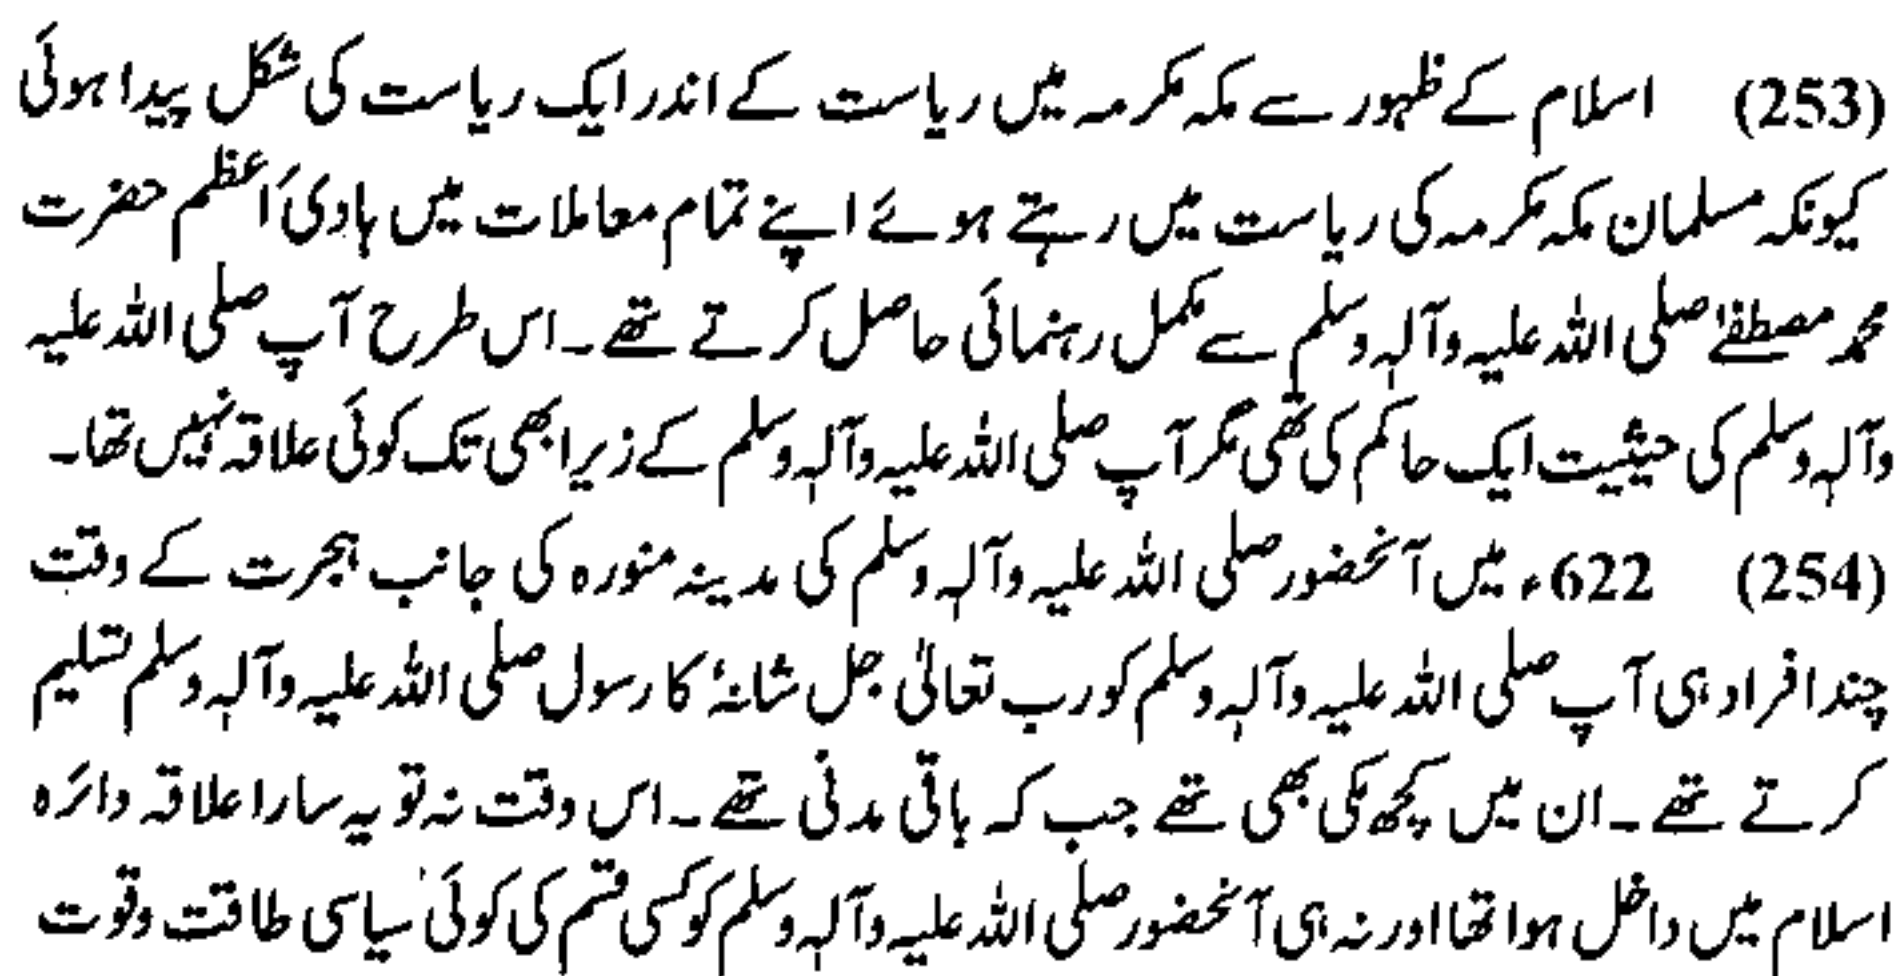 (253) اسلام کے ظہور سے مکہ مکرمہ میں ریاست کے اندر ایک ریاست کی شکل پیدا ہوئی
کیونکہ مسلمان مکہ مکرمہ کی ریاست میں رہتے ہوئے اپنے تمام معاملات میں ہادیٔ اعظم حضرت
محمد مصطفےٰ صلی اللہ علیہ وآلہ وسلم سے مکمل رہنمائی حاصل کرتے تھے۔ اس طرح آپ صلی اللہ علیہ
وآلہ وسلم کی حیثیت ایک حاکم کی تھی مگر آپ صلی اللہ علیہ وآلہ وسلم کے زیر ابھی تک کوئی علاقہ نہیں تھا۔
(254) 622ء میں آنحضور صلی اللہ علیہ وآلہ وسلم کی مدینہ منورہ کی جانب ہجرت کے وقت
چند افراد ہی آپ صلی اللہ علیہ وآلہ وسلم کو رب تعالیٰ جل شانہٗ کا رسول صلی اللہ علیہ وآلہ وسلم تسلیم
کرتے تھے۔ ان میں کچھ مکی بھی تھے جب کہ باقی مدنی تھے۔ اس وقت نہ تو یہ سارا علاقہ دائرہ
اسلام میں داخل ہوا تھا اور نہ ہی آنحضور صلی اللہ علیہ وآلہ وسلم کو کسی قسم کی کوئی سیاسی طاقت وقوت